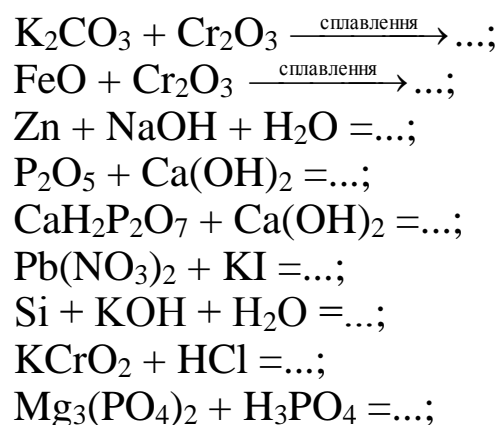 K₂CO₃ + Cr₂O₃ —сплавлення→ ...;
FeO + Cr₂O₃ —сплавлення→ ...;
Zn + NaOH + H₂O =...;
P₂O₅ + Ca(OH)₂ =...;
CaH₂P₂O₇ + Ca(OH)₂ =...;
Pb(NO₃)₂ + KI =...;
Si + KOH + H₂O =...;
KCrO₂ + HCl =...;
Mg₃(PO₄)₂ + H₃PO₄ =...;